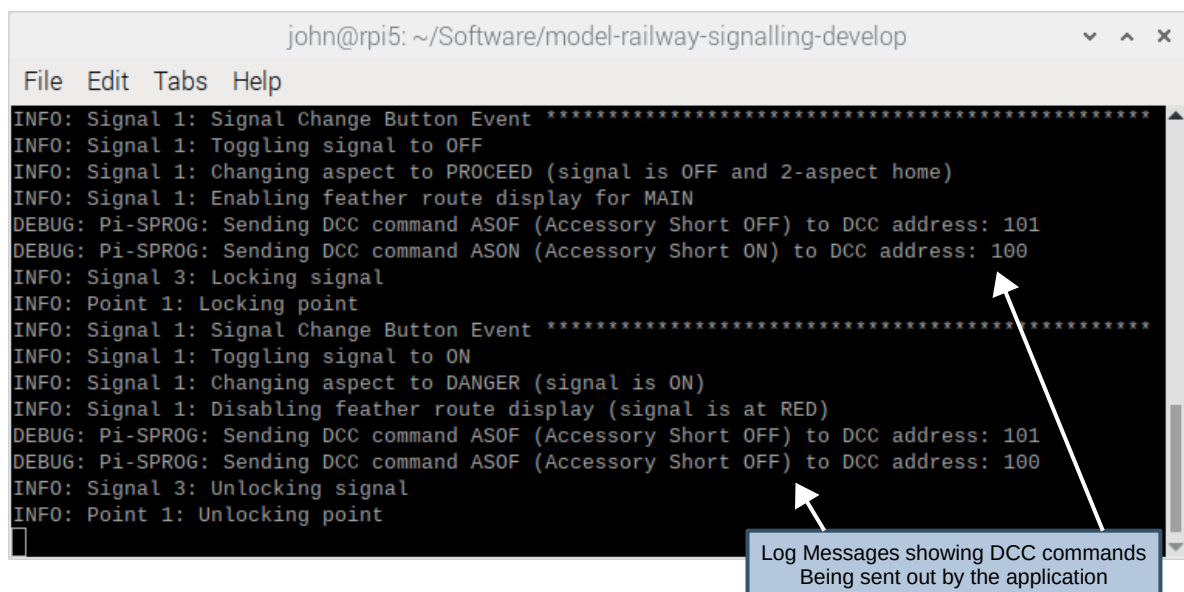 john@rpi5: ~/Software/model-railway-signalling-develop
File Edit Tabs Help
INFO: Signal 1: Signal Change Button Event *************************************************
INFO: Signal 1: Toggling signal to OFF
INFO: Signal 1: Changing aspect to PROCEED (signal is OFF and 2-aspect home)
INFO: Signal 1: Enabling feather route display for MAIN
DEBUG: Pi-SPROG: Sending DCC command ASOF (Accessory Short OFF) to DCC address: 101
DEBUG: Pi-SPROG: Sending DCC command ASON (Accessory Short ON) to DCC address: 100
INFO: Signal 3: Locking signal
INFO: Point 1: Locking point
INFO: Signal 1: Signal Change Button Event *************************************************
INFO: Signal 1: Toggling signal to ON
INFO: Signal 1: Changing aspect to DANGER (signal is ON)
INFO: Signal 1: Disabling feather route display (signal is at RED)
DEBUG: Pi-SPROG: Sending DCC command ASOF (Accessory Short OFF) to DCC address: 101
DEBUG: Pi-SPROG: Sending DCC command ASOF (Accessory Short OFF) to DCC address: 100
INFO: Signal 3: Unlocking signal
INFO: Point 1: Unlocking point
Log Messages showing DCC commands
Being sent out by the application